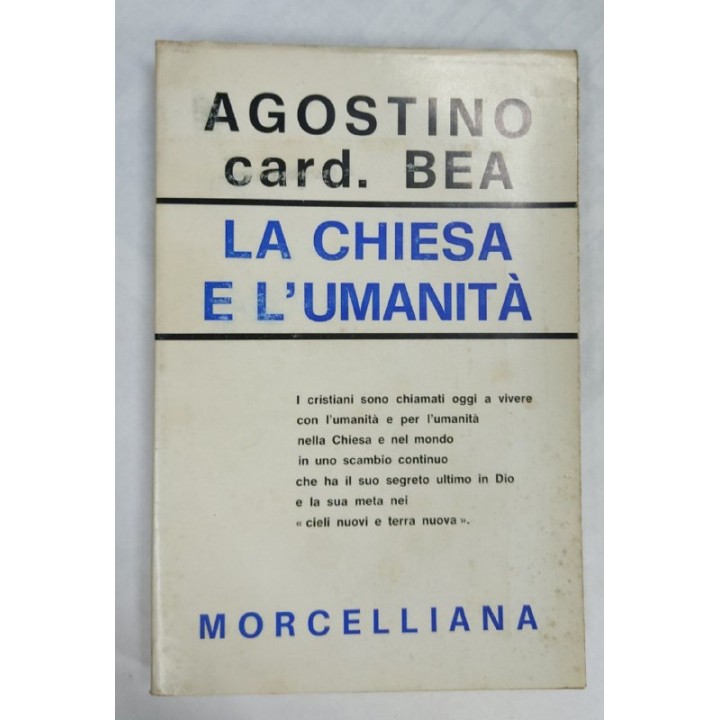 AGOSTINO
card. BEA
LA CHIESA
E L'UMANITÀ
I cristiani sono chiamati oggi a vivere
con l'umanità e per l'umanità
nella Chiesa e nel mondo
in uno scambio continuo
che ha il suo segreto ultimo in Dio
e la sua meta nei
« cieli nuovi e terra nuova ».
MORCELLIANA